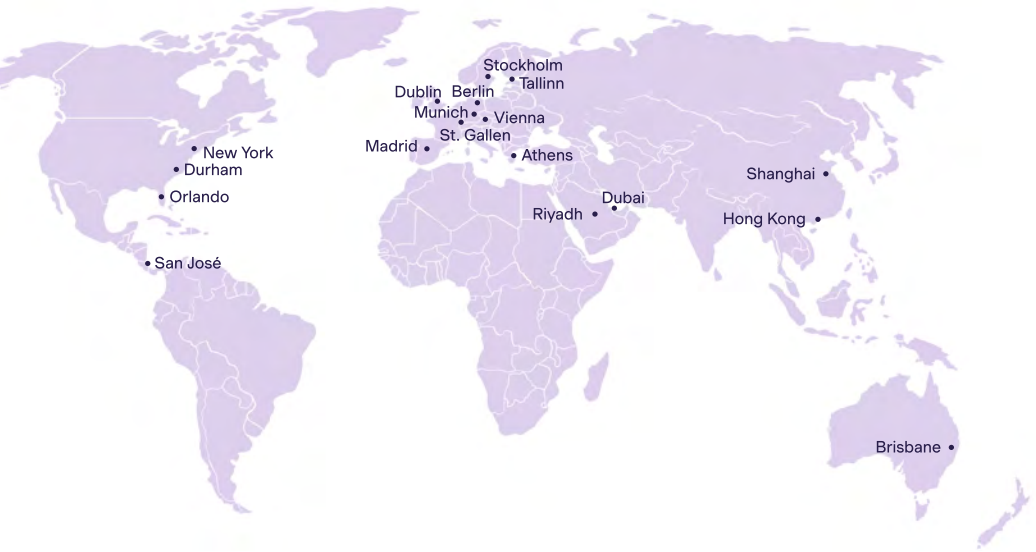 Stockholm
Tallinn
Dublin
Berlin
Munich
Vienna
St. Gallen
Madrid
Athens
New York
Durham
Orlando
San José
Riyadh
Dubai
Shanghai
Hong Kong
Brisbane